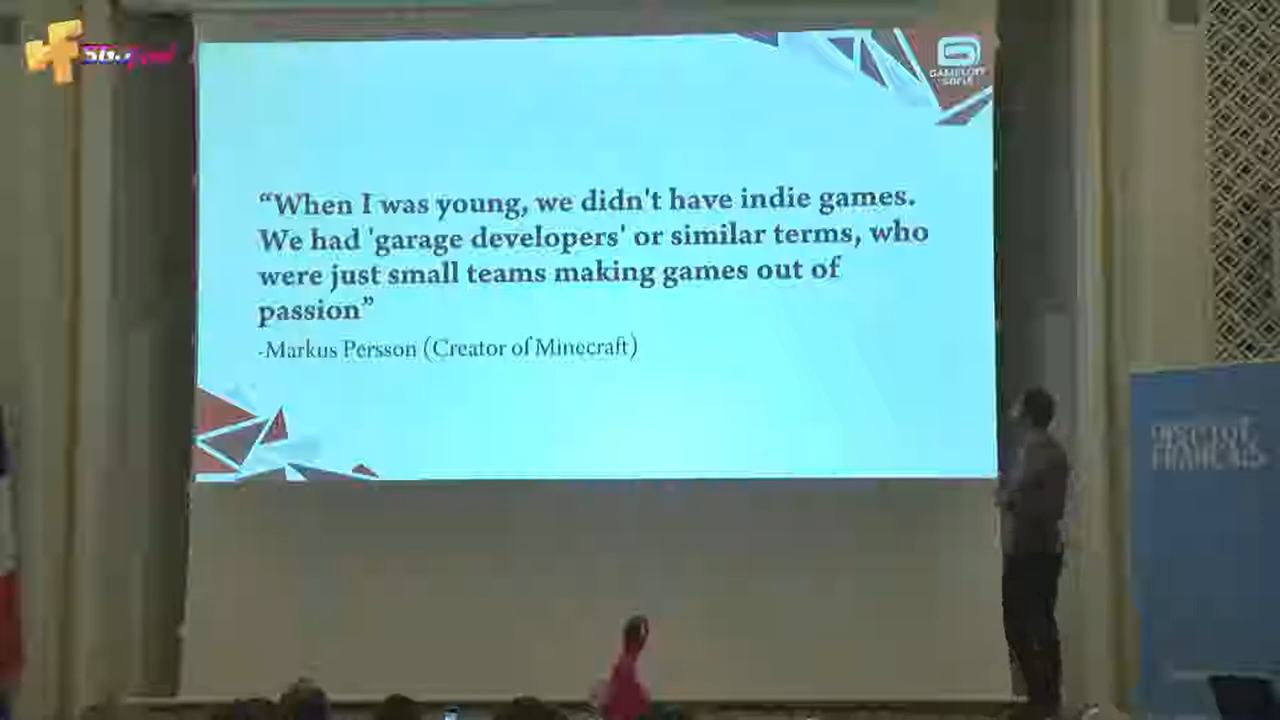 GAMELOFT
SOFIA
“When I was young, we didn't have indie games.
We had 'garage developers' or similar terms, who
were just small teams making games out of
passion”
-Markus Persson (Creator of Minecraft)
FRANÇAIS